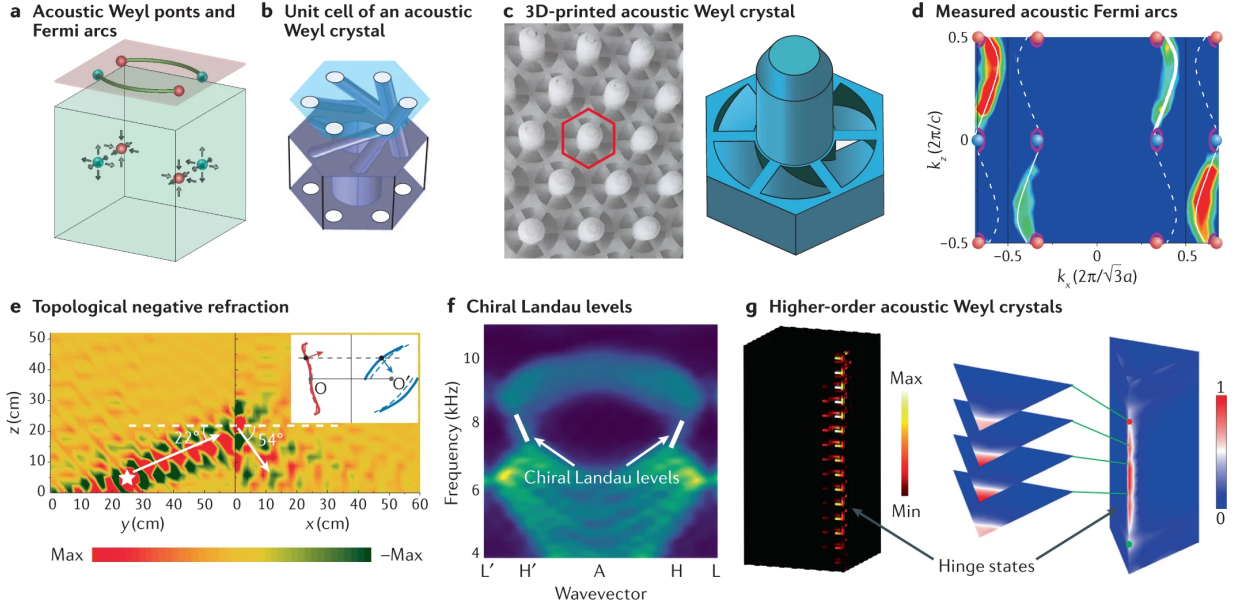 a Acoustic Weyl ponts and
Fermi arcs
b Unit cell of an acoustic
Weyl crystal
c 3D-printed acoustic Weyl crystal
d Measured acoustic Fermi arcs
0.5
0
−0.5
k_z (2π/c)
−0.5 0 0.5
k_x (2π/√3a)
e Topological negative refraction
50
40
30
20
10
0
z (cm)
22°
54°
O
O′
0 10 20 30 40 50 0 10 20 30 40 50 60
y (cm) x (cm)
Max −Max
f Chiral Landau levels
10
8
6
4
Frequency (kHz)
Chiral Landau levels
L′ H′ A H L
Wavevector
g Higher-order acoustic Weyl crystals
Max
Min
1
0
Hinge states